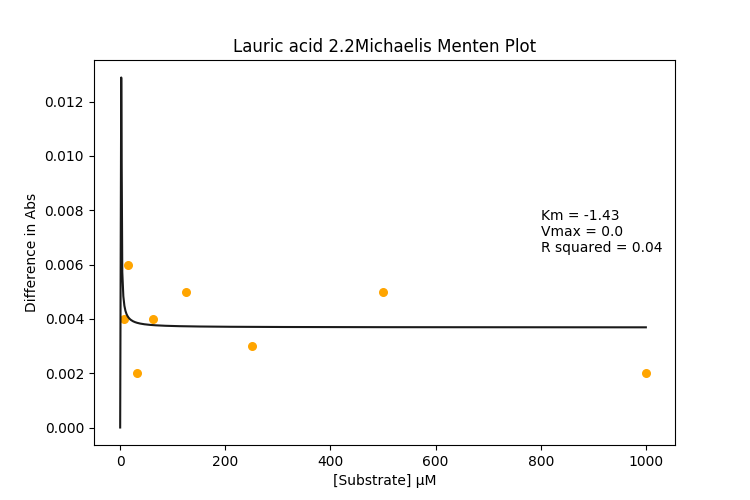 Lauric acid 2.2Michaelis Menten Plot
0.012
0.010
0.008
0.006
0.004
0.002
0.000
Difference in Abs
Km = -1.43
Vmax = 0.0
R squared = 0.04
0 200 400 600 800 1000
[Substrate] μM